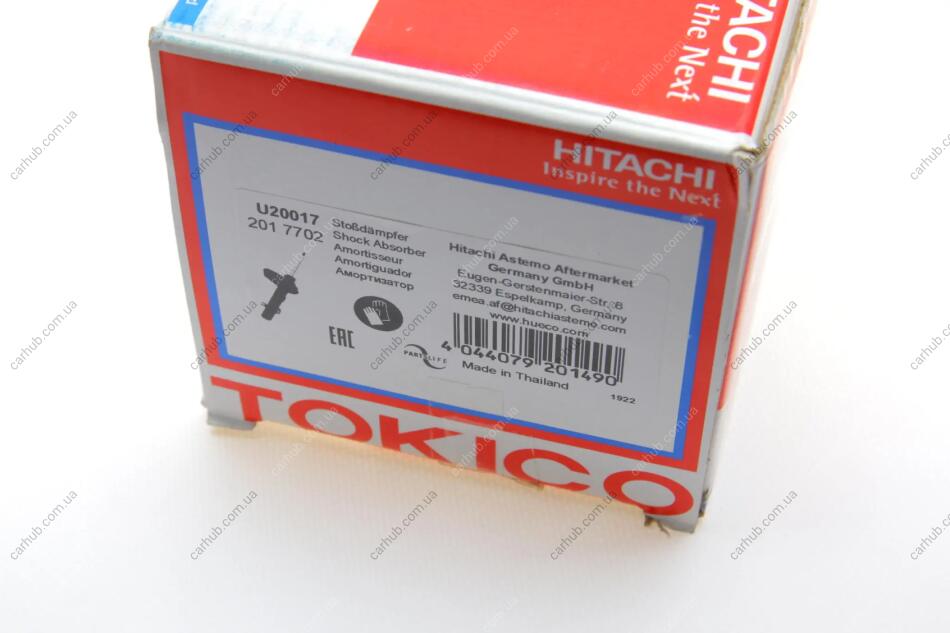 TACHI
the Next
HITACHI
Inspire the Next
U20017
201 7702
Stoßdämpfer
Shock Absorber
Amortisseur
Amortiguador
Амортизатор
Hitachi Astemo Aftermarket
Germany GmbH
Eugen-Gerstenmaier-Str. 8
32339 Espelkamp, Germany
emea.af@hitachiastemo.com
www.hueco.com
EAC
PARTSLIFE
4 044079 201490
Made in Thailand
1922
TOKICO
carhub.com.ua